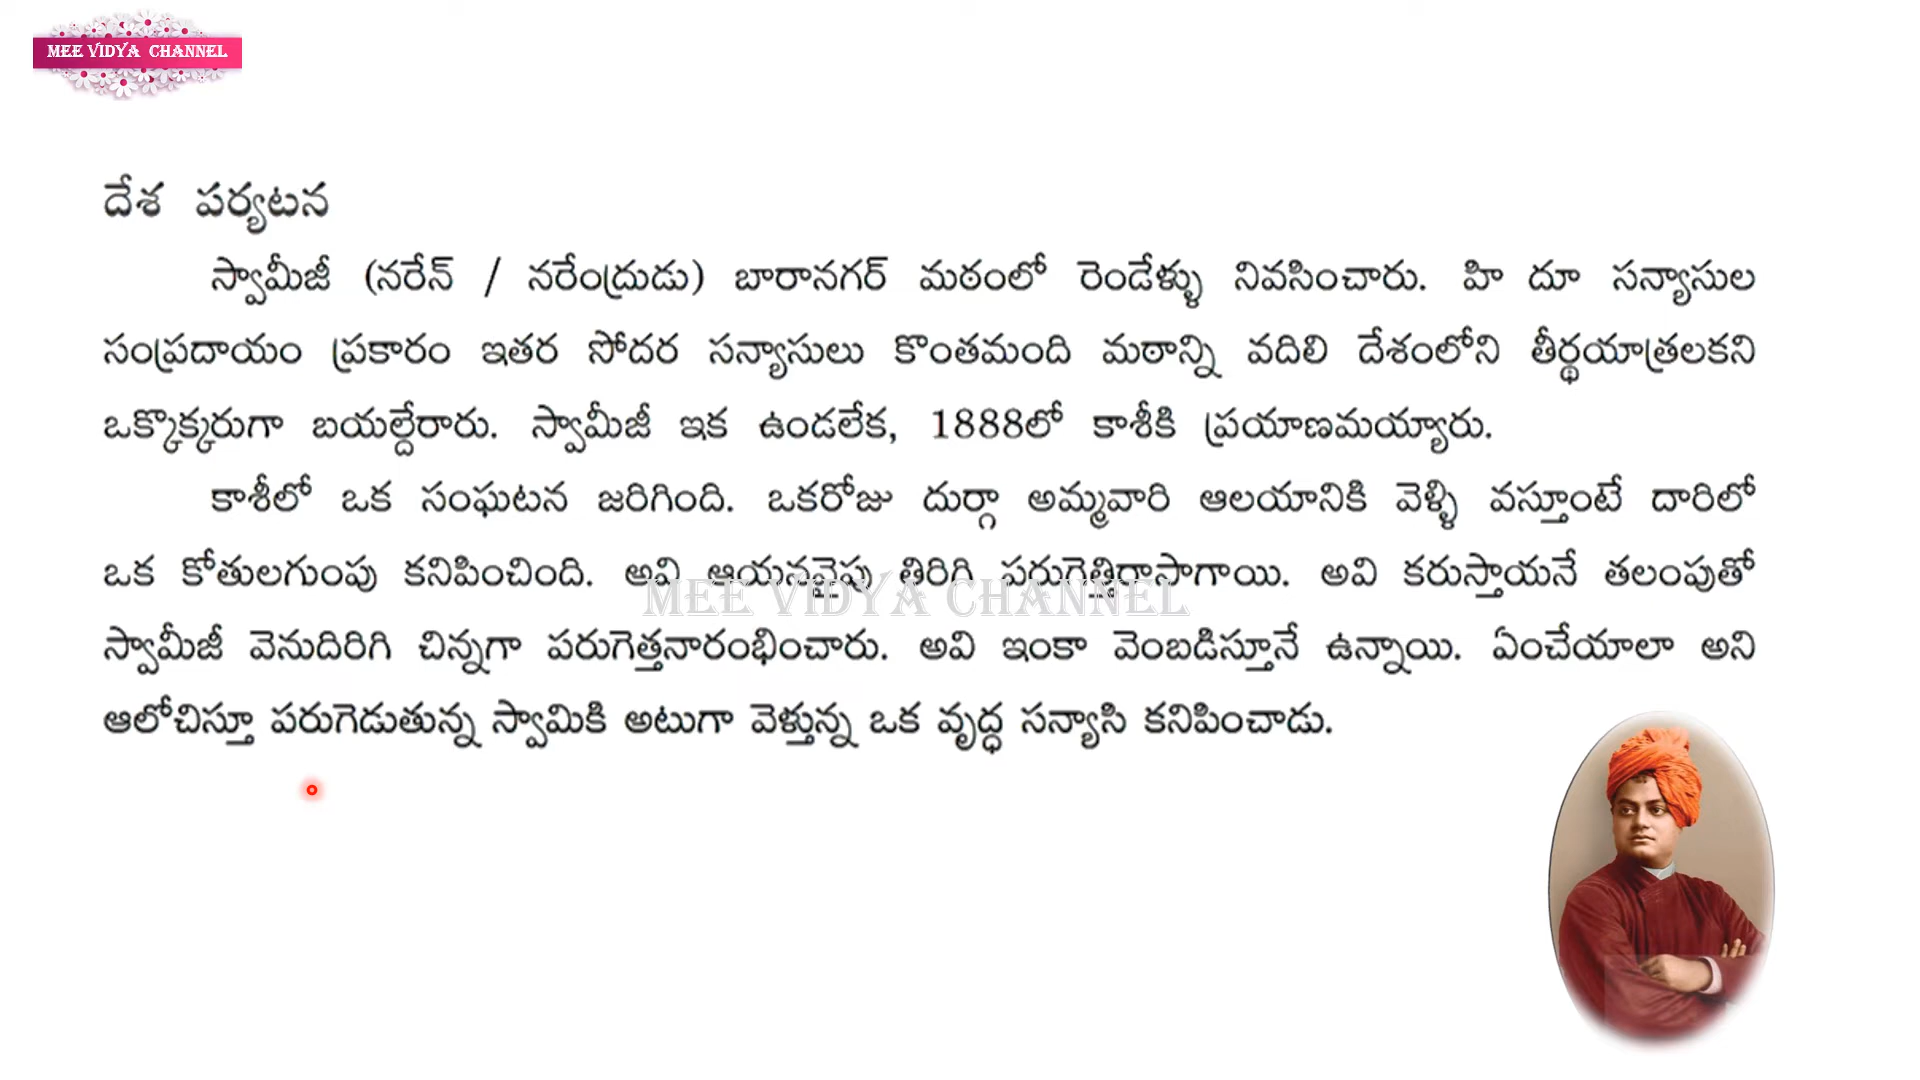 MEE VIDYA CHANNEL
దేశ పర్యటన
స్వామీజీ (నరేన్ / నరేంద్రుడు) బారానగర్ మఠంలో రెండేళ్ళు నివసించారు. హి దూ సన్యాసుల
సంప్రదాయం ప్రకారం ఇతర సోదర సన్యాసులు కొంతమంది మఠాన్ని వదిలి దేశంలోని తీర్థయాత్రలకని
ఒక్కొక్కరుగా బయల్దేరారు. స్వామీజీ ఇక ఉండలేక, 1888లో కాశీకి ప్రయాణమయ్యారు.
కాశీలో ఒక సంఘటన జరిగింది. ఒకరోజు దుర్గా అమ్మవారి ఆలయానికి వెళ్ళి వస్తూంటే దారిలో
ఒక కోతులగుంపు కనిపించింది. అవి ఆయనవైపు తిరిగి పరుగెత్తిరాసాగాయి. అవి కరుస్తాయనే తలంపుతో
MEE VIDYA CHANNEL
స్వామీజీ వెనుదిరిగి చిన్నగా పరుగెత్తనారంభించారు. అవి ఇంకా వెంబడిస్తూనే ఉన్నాయి. ఏంచేయాలా అని
ఆలోచిస్తూ పరుగెడుతున్న స్వామికి అటుగా వెళ్తున్న ఒక వృద్ధ సన్యాసి కనిపించాడు.